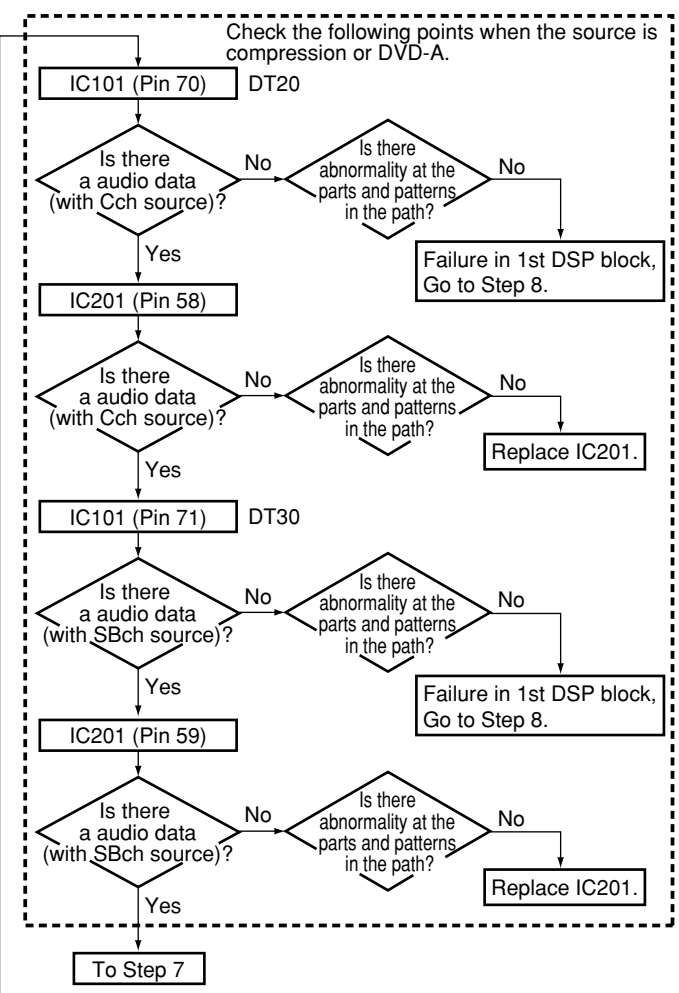 Check the following points when the source is
compression or DVD-A.
IC101 (Pin 70)
DT20
Is there
a audio data
(with Cch source)?
No
Is there
abnormality at the
parts and patterns
in the path?
No
Yes
Failure in 1st DSP block,
Go to Step 8.
IC201 (Pin 58)
Is there
a audio data
(with Cch source)?
No
Is there
abnormality at the
parts and patterns
in the path?
No
Yes
Replace IC201.
IC101 (Pin 71)
DT30
Is there
a audio data
(with SBch source)?
No
Is there
abnormality at the
parts and patterns
in the path?
No
Yes
Failure in 1st DSP block,
Go to Step 8.
IC201 (Pin 59)
Is there
a audio data
(with SBch source)?
No
Is there
abnormality at the
parts and patterns
in the path?
No
Yes
Replace IC201.
To Step 7